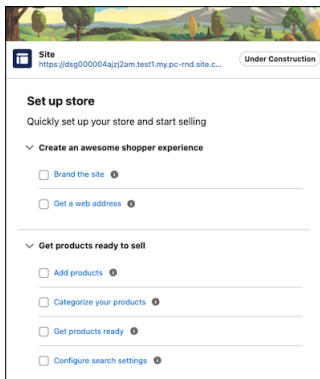 Site
https://dsg000004ajzj2am.test1.my.pc-rnd.site.c...
Under Construction
Set up store
Quickly set up your store and start selling
Create an awesome shopper experience
Brand the site
Get a web address
Get products ready to sell
Add products
Categorize your products
Get products ready
Configure search settings